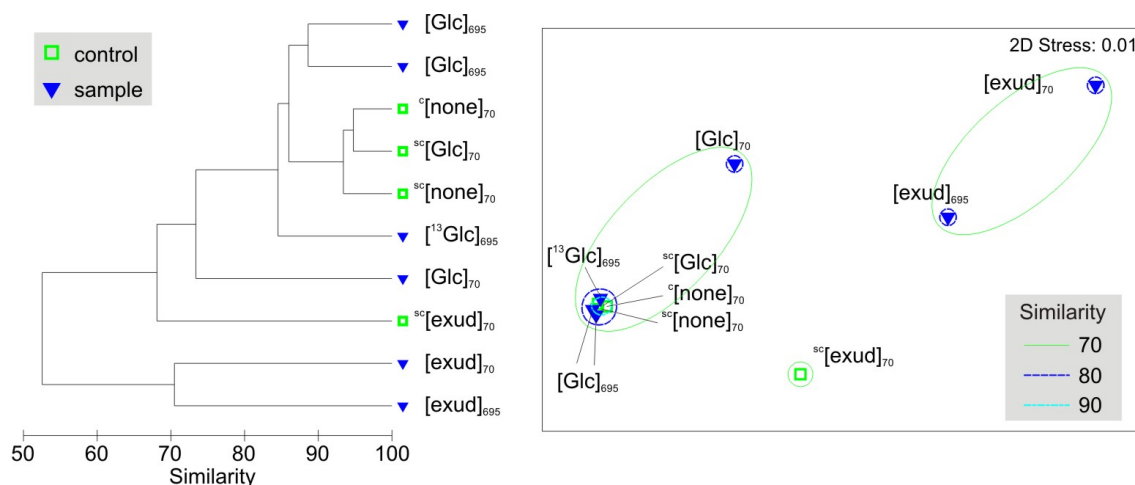 control
sample
[Glc]₆₉₅
[Glc]₆₉₅
ᶜ[none]₇₀
ˢᶜ[Glc]₇₀
ˢᶜ[none]₇₀
[¹³Glc]₆₉₅
[Glc]₇₀
ˢᶜ[exud]₇₀
[exud]₇₀
[exud]₆₉₅
50 60 70 80 90 100
Similarity
2D Stress: 0.01
[exud]₇₀
[Glc]₇₀
[exud]₆₉₅
[¹³Glc]₆₉₅
ˢᶜ[Glc]₇₀
ᶜ[none]₇₀
ˢᶜ[none]₇₀
[Glc]₆₉₅
ˢᶜ[exud]₇₀
Similarity
70
80
90